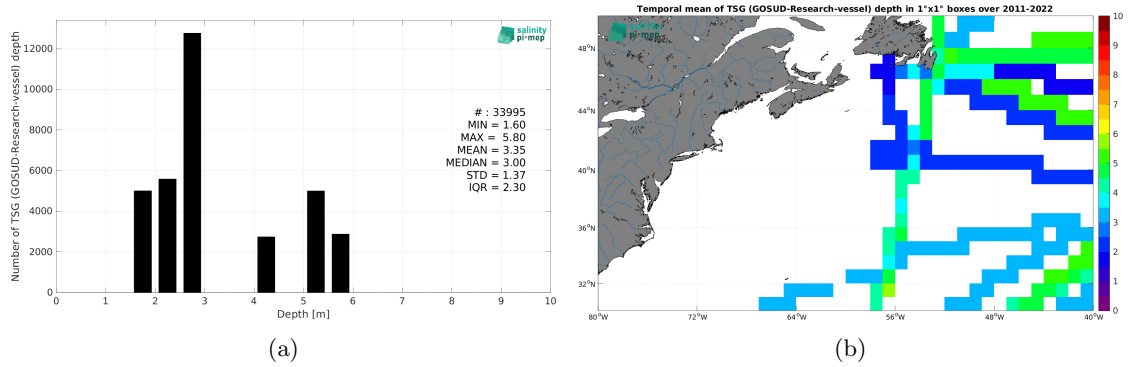 salinity
pi-mep
# : 33995
MIN = 1.60
MAX = 5.80
MEAN = 3.35
MEDIAN = 3.00
STD = 1.37
IQR = 2.30
Number of TSG (GOSUD-Research-vessel) depth
12000
10000
8000
6000
4000
2000
0
0 1 2 3 4 5 6 7 8 9 10
Depth [m]
(a)
Temporal mean of TSG (GOSUD-Research-vessel) depth in 1°x1° boxes over 2011-2022
salinity
pi-mep
48°N
44°N
40°N
36°N
32°N
80°W 72°W 64°W 56°W 48°W 40°W
10
9
8
7
6
5
4
3
2
1
0
(b)